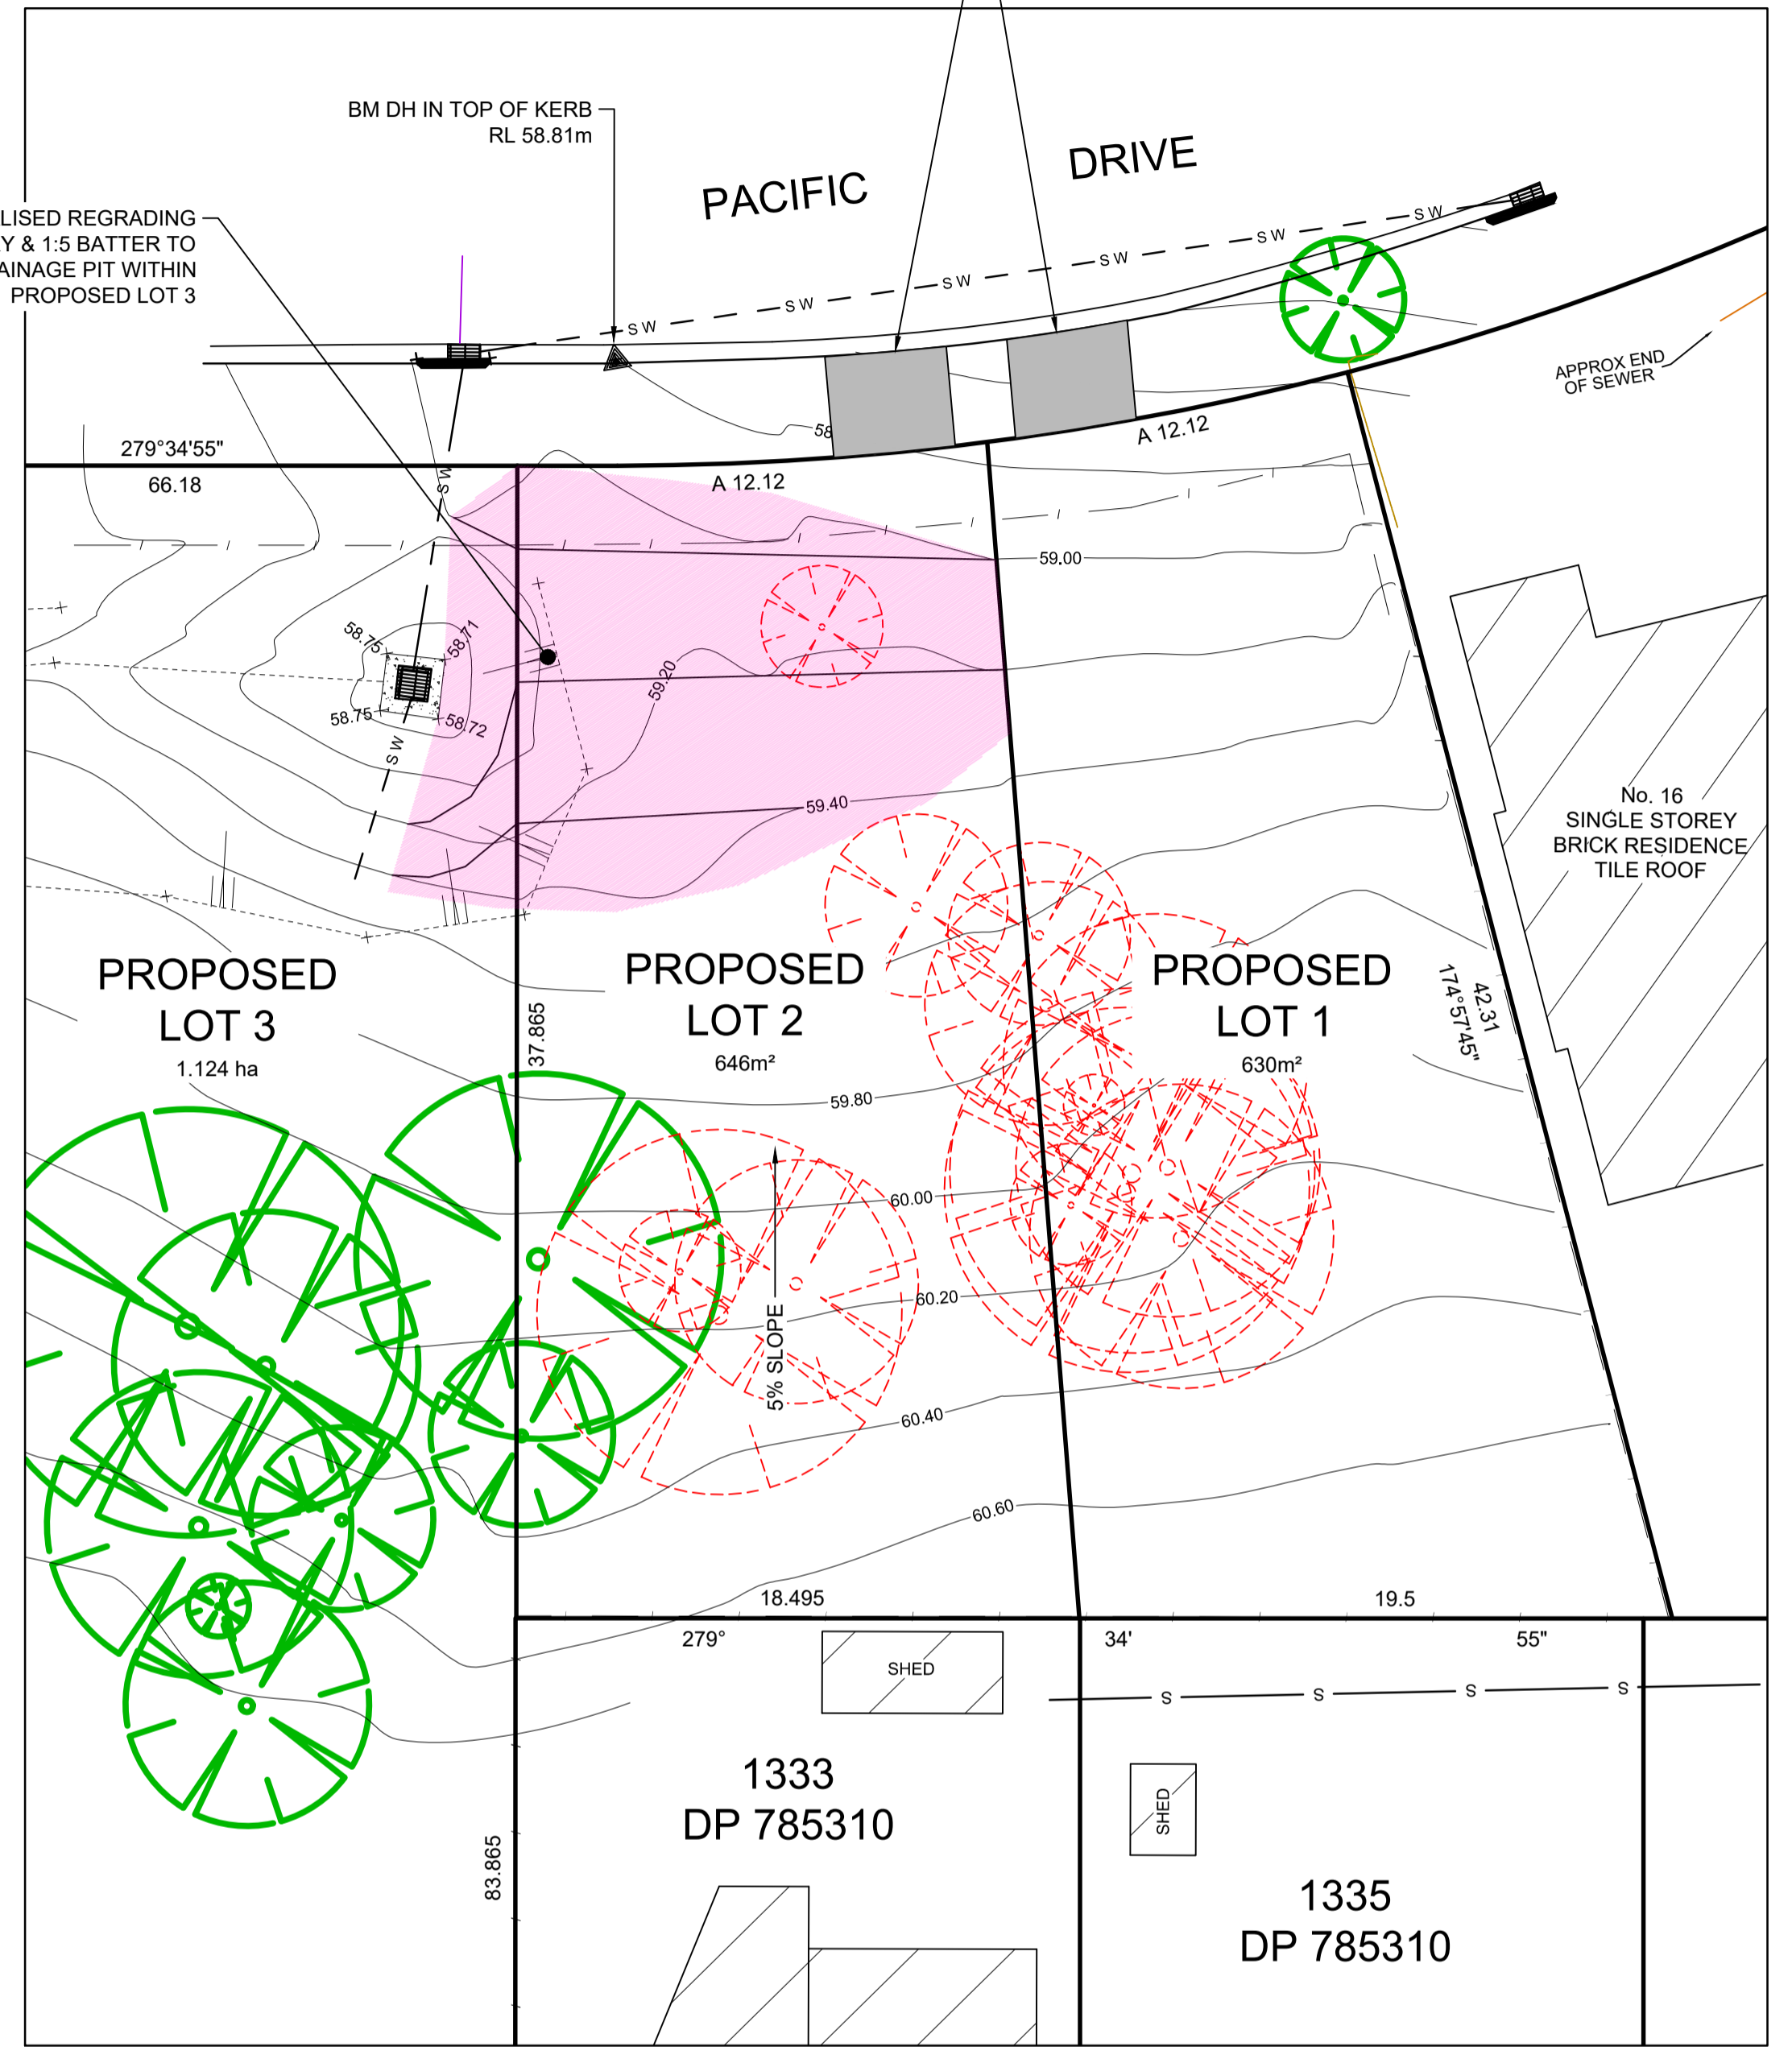 BM DH IN TOP OF KERB
RL 58.81m
PACIFIC DRIVE
LISED REGRADING
Y & 1:5 BATTER TO
AINAGE PIT WITHIN
PROPOSED LOT 3
SW
SW
SW
SW
SW
SW
APPROX END
OF SEWER
279°34'55"
66.18
SW
58
A 12.12
A 12.12
59.00
58.75
58.71
59.20
58.75
58.72
SW
59.40
No. 16
SINGLE STOREY
BRICK RESIDENCE
TILE ROOF
PROPOSED
LOT 3
1.124 ha
37.865
PROPOSED
LOT 2
646m²
PROPOSED
LOT 1
630m²
42.31
174°57'45"
59.80
60.00
60.20
5% SLOPE
60.40
60.60
18.495
19.5
279°
34'
55"
SHED
S
S
S
S
1333
DP 785310
SHED
83.865
1335
DP 785310